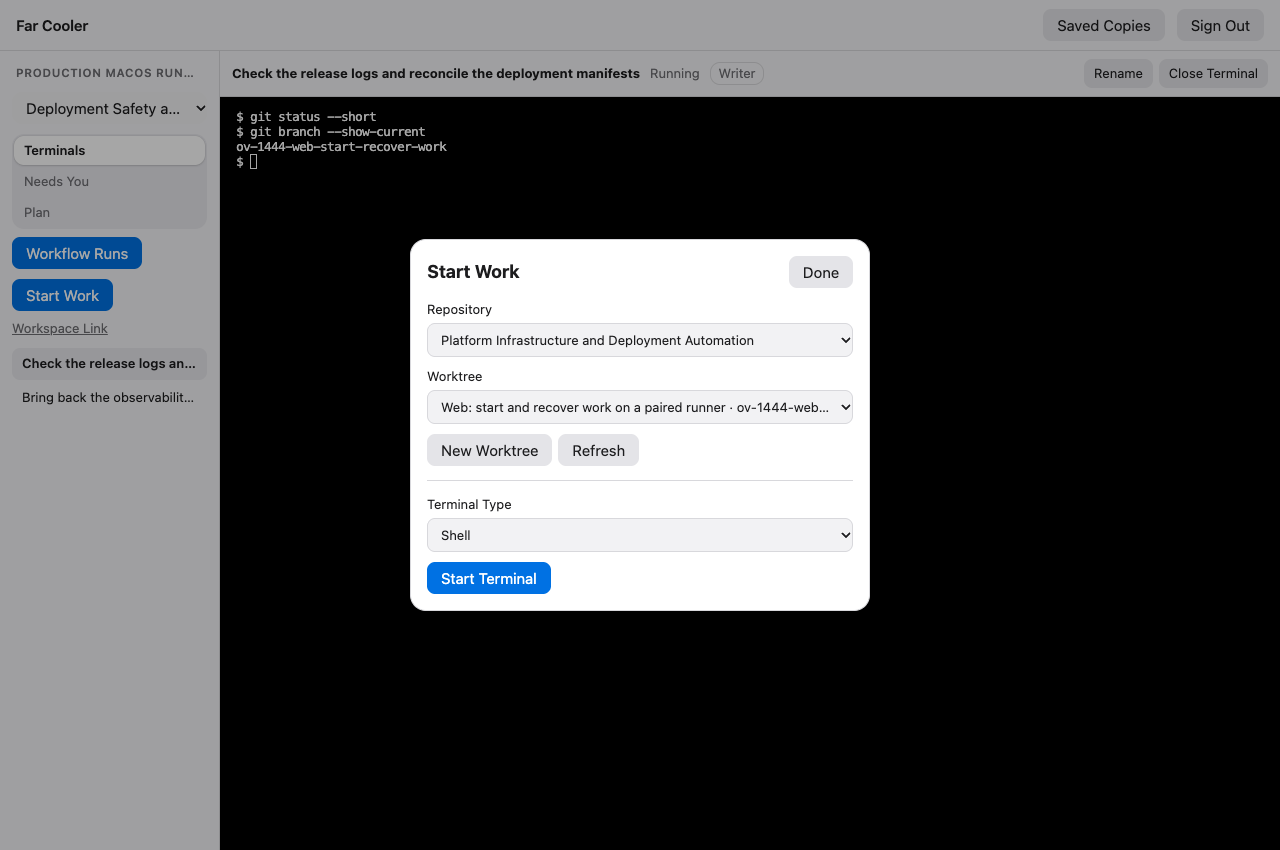 Far Cooler
Saved Copies
Sign Out
PRODUCTION MACOS RUN...
Deployment Safety a...
Terminals
Needs You
Plan
Workflow Runs
Start Work
Workspace Link
Check the release logs an...
Bring back the observabilit...
Check the release logs and reconcile the deployment manifests
Running
Writer
Rename
Close Terminal
$ git status --short
$ git branch --show-current
ov-1444-web-start-recover-work
$
Start Work
Done
Repository
Platform Infrastructure and Deployment Automation
Worktree
Web: start and recover work on a paired runner · ov-1444-web...
New Worktree
Refresh
Terminal Type
Shell
Start Terminal